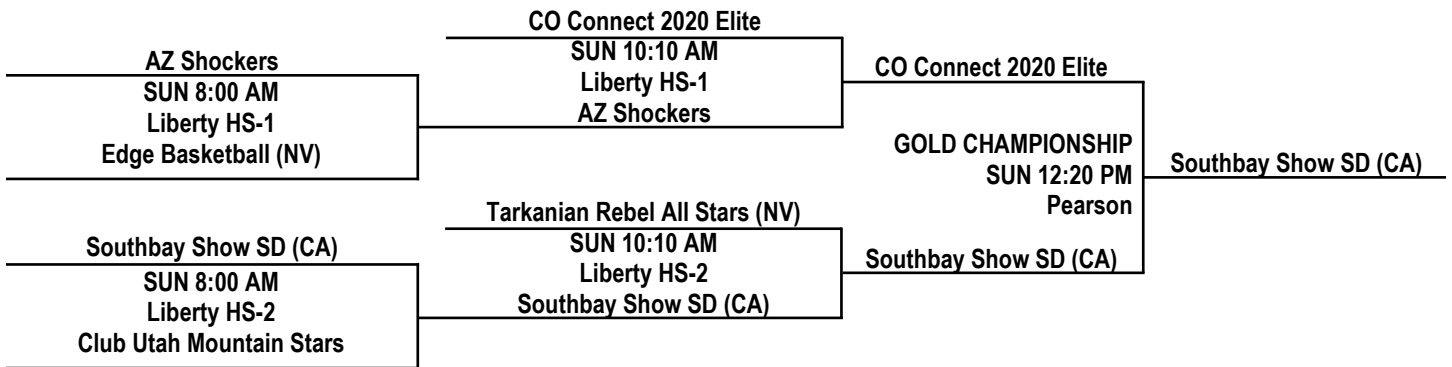 CO Connect 2020 Elite
AZ Shockers
SUN 10:10 AM
Liberty HS-1
AZ Shockers
CO Connect 2020 Elite
SUN 8:00 AM
Liberty HS-1
Edge Basketball (NV)
GOLD CHAMPIONSHIP
SUN 12:20 PM
Pearson
Southbay Show SD (CA)
Tarkanian Rebel All Stars (NV)
Southbay Show SD (CA)
SUN 10:10 AM
Liberty HS-2
Southbay Show SD (CA)
Southbay Show SD (CA)
SUN 8:00 AM
Liberty HS-2
Club Utah Mountain Stars